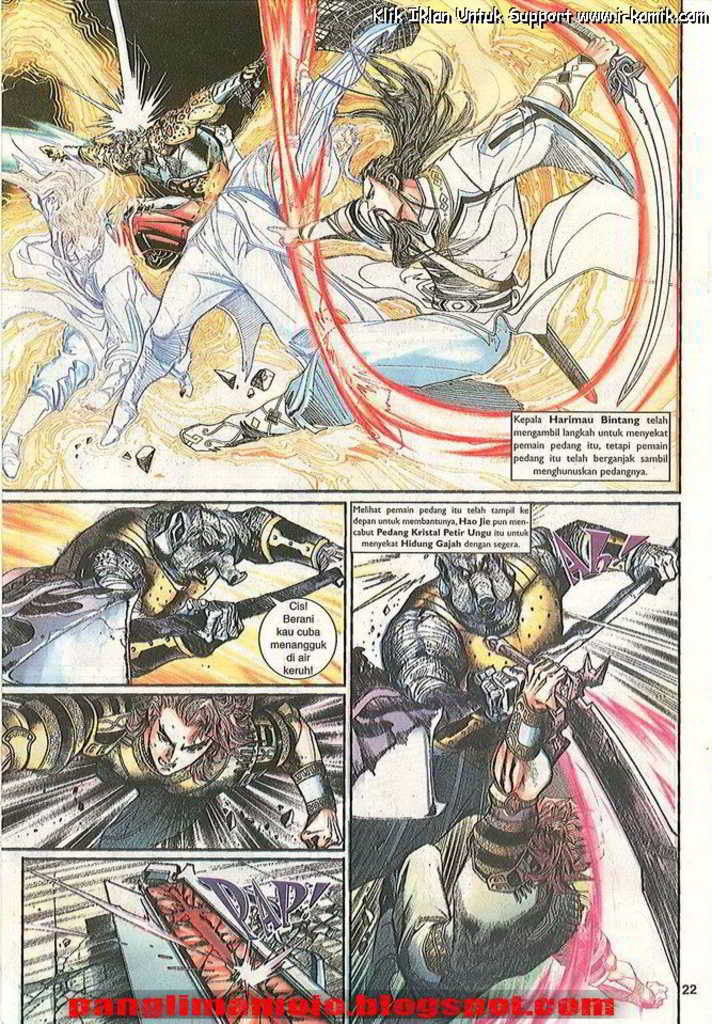 Klik Iklan Untuk Support www.i-komik.com
Kepala Harimau Bintang telah
mengambil langkah untuk menyekat
pemain pedang itu, tetapi pemain
pedang itu telah berganjak sambil
menghunuskan pedangnya.
Melihat pemain pedang itu telah tampil ke
depan untuk membantunya, Hao Jie pun men-
cabut Pedang Kristal Petir Ungu itu untuk
menyekat Hidung Gajah dengan segera.
Cis!
Berani
kau cuba
menangguk
di air
keruh!
Ah!
PAP!
22
panglimamojo.blogspot.com